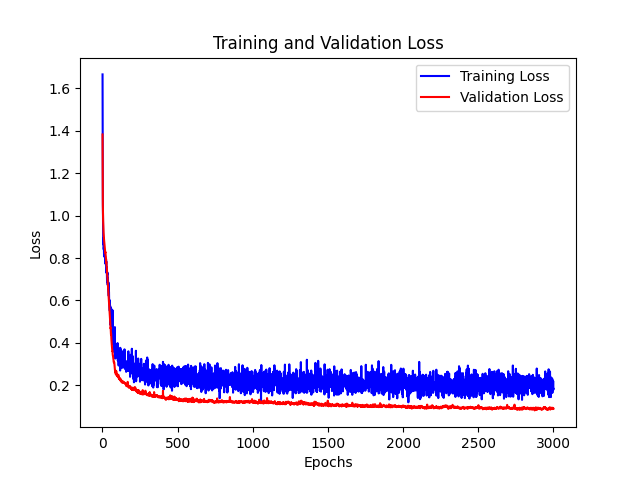 Training and Validation Loss
Training Loss
Validation Loss
1.6
1.4
1.2
1.0
0.8
0.6
0.4
0.2
Loss
0 500 1000 1500 2000 2500 3000
Epochs